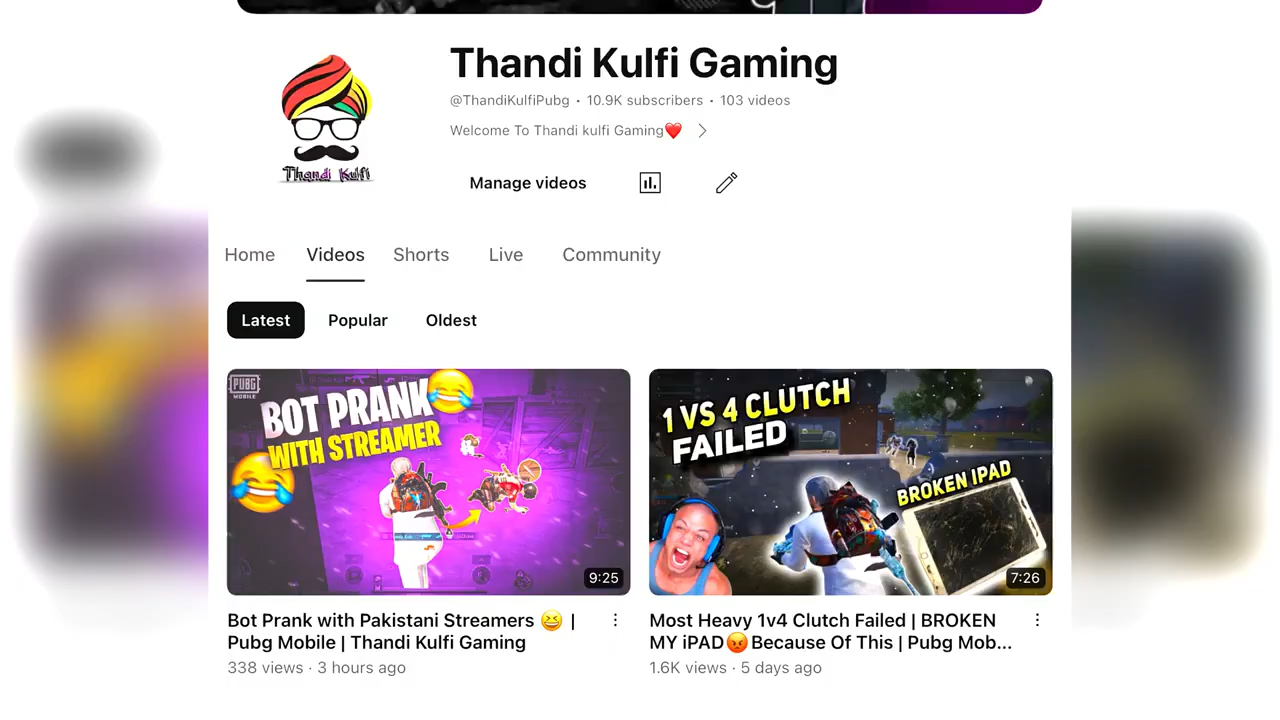 Thandi Kulfi Gaming
@ThandiKulfiPubg • 10.9K subscribers • 103 videos
Welcome To Thandi kulfi Gaming❤️
Thandi Kulfi
Manage videos
Home Videos Shorts Live Community
Latest Popular Oldest
PUBG
MOBILE
BOT PRANK
WITH STREAMER
9:25
1 VS 4 CLUTCH
FAILED
BROKEN IPAD
7:26
Bot Prank with Pakistani Streamers 😆 |
Pubg Mobile | Thandi Kulfi Gaming
338 views · 3 hours ago
Most Heavy 1v4 Clutch Failed | BROKEN
MY iPAD😡Because Of This | Pubg Mob...
1.6K views · 5 days ago